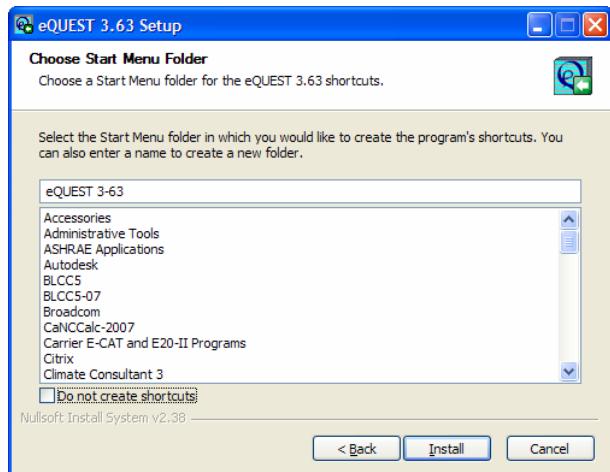 eQUEST 3.63 Setup
Choose Start Menu Folder
Choose a Start Menu folder for the eQUEST 3.63 shortcuts.
Select the Start Menu folder in which you would like to create the program's shortcuts. You
can also enter a name to create a new folder.
eQUEST 3-63
Accessories
Administrative Tools
ASHRAE Applications
Autodesk
BLCC5
BLCC5-07
Broadcom
CaNCCalc-2007
Carrier E-CAT and E20-II Programs
Citrix
Climate Consultant 3
Do not create shortcuts
Nullsoft Install System v2.38
< Back Install Cancel